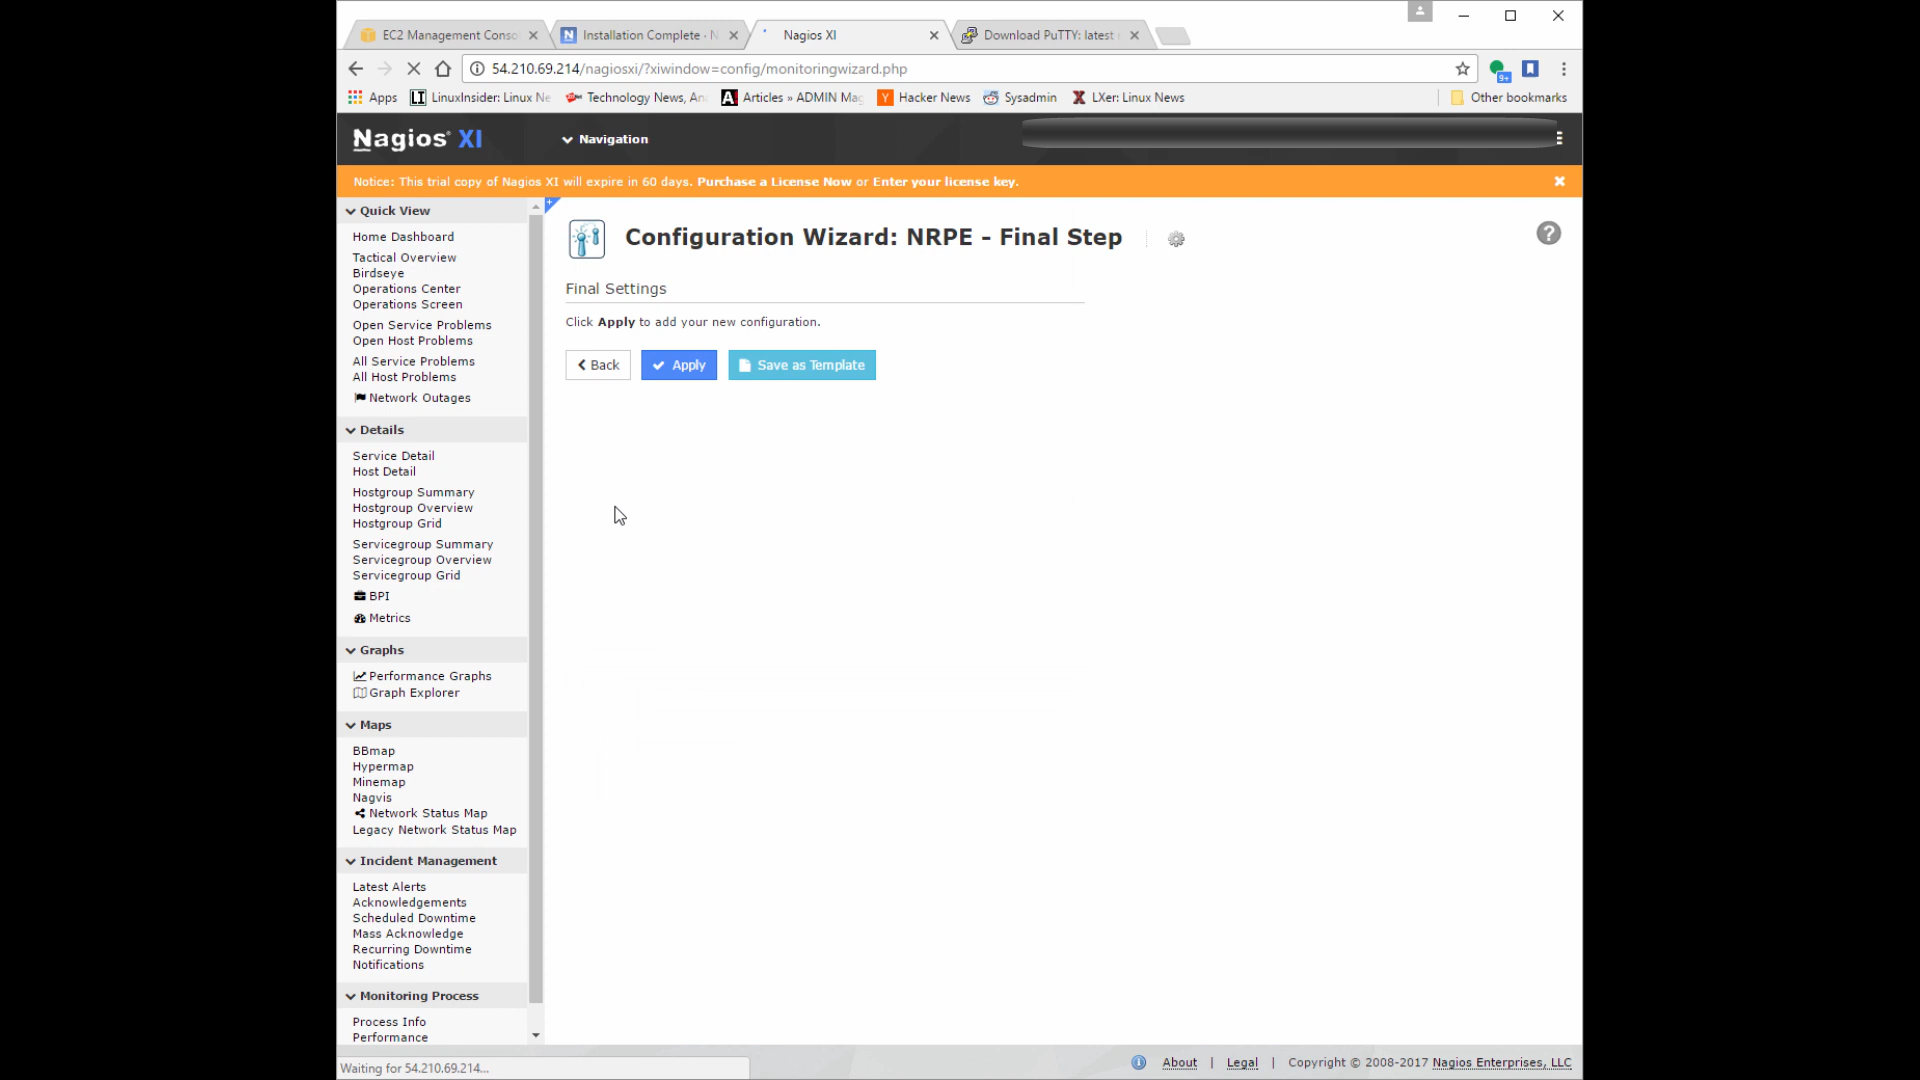 EC2 Management Conso
Installation Complete - N
Nagios XI
Download PuTTY: latest
54.210.69.214/nagiosxi/?xiwindow=config/monitoringwizard.php
9+
Apps
LinuxInsider: Linux Ne
Technology News, An
Articles » ADMIN Mag
Hacker News
Sysadmin
LXer: Linux News
Other bookmarks
Nagios® XI
Navigation
Notice: This trial copy of Nagios XI will expire in 60 days. Purchase a License Now or Enter your license key.
Quick View
Home Dashboard
Tactical Overview
Birdseye
Operations Center
Operations Screen
Open Service Problems
Open Host Problems
All Service Problems
All Host Problems
Network Outages
Details
Service Detail
Host Detail
Hostgroup Summary
Hostgroup Overview
Hostgroup Grid
Servicegroup Summary
Servicegroup Overview
Servicegroup Grid
BPI
Metrics
Graphs
Performance Graphs
Graph Explorer
Maps
BBmap
Hypermap
Minemap
Nagvis
Network Status Map
Legacy Network Status Map
Incident Management
Latest Alerts
Acknowledgements
Scheduled Downtime
Mass Acknowledge
Recurring Downtime
Notifications
Monitoring Process
Process Info
Performance
Configuration Wizard: NRPE - Final Step
Final Settings
Click Apply to add your new configuration.
Back
Apply
Save as Template
Waiting for 54.210.69.214...
About | Legal | Copyright © 2008-2017 Nagios Enterprises, LLC